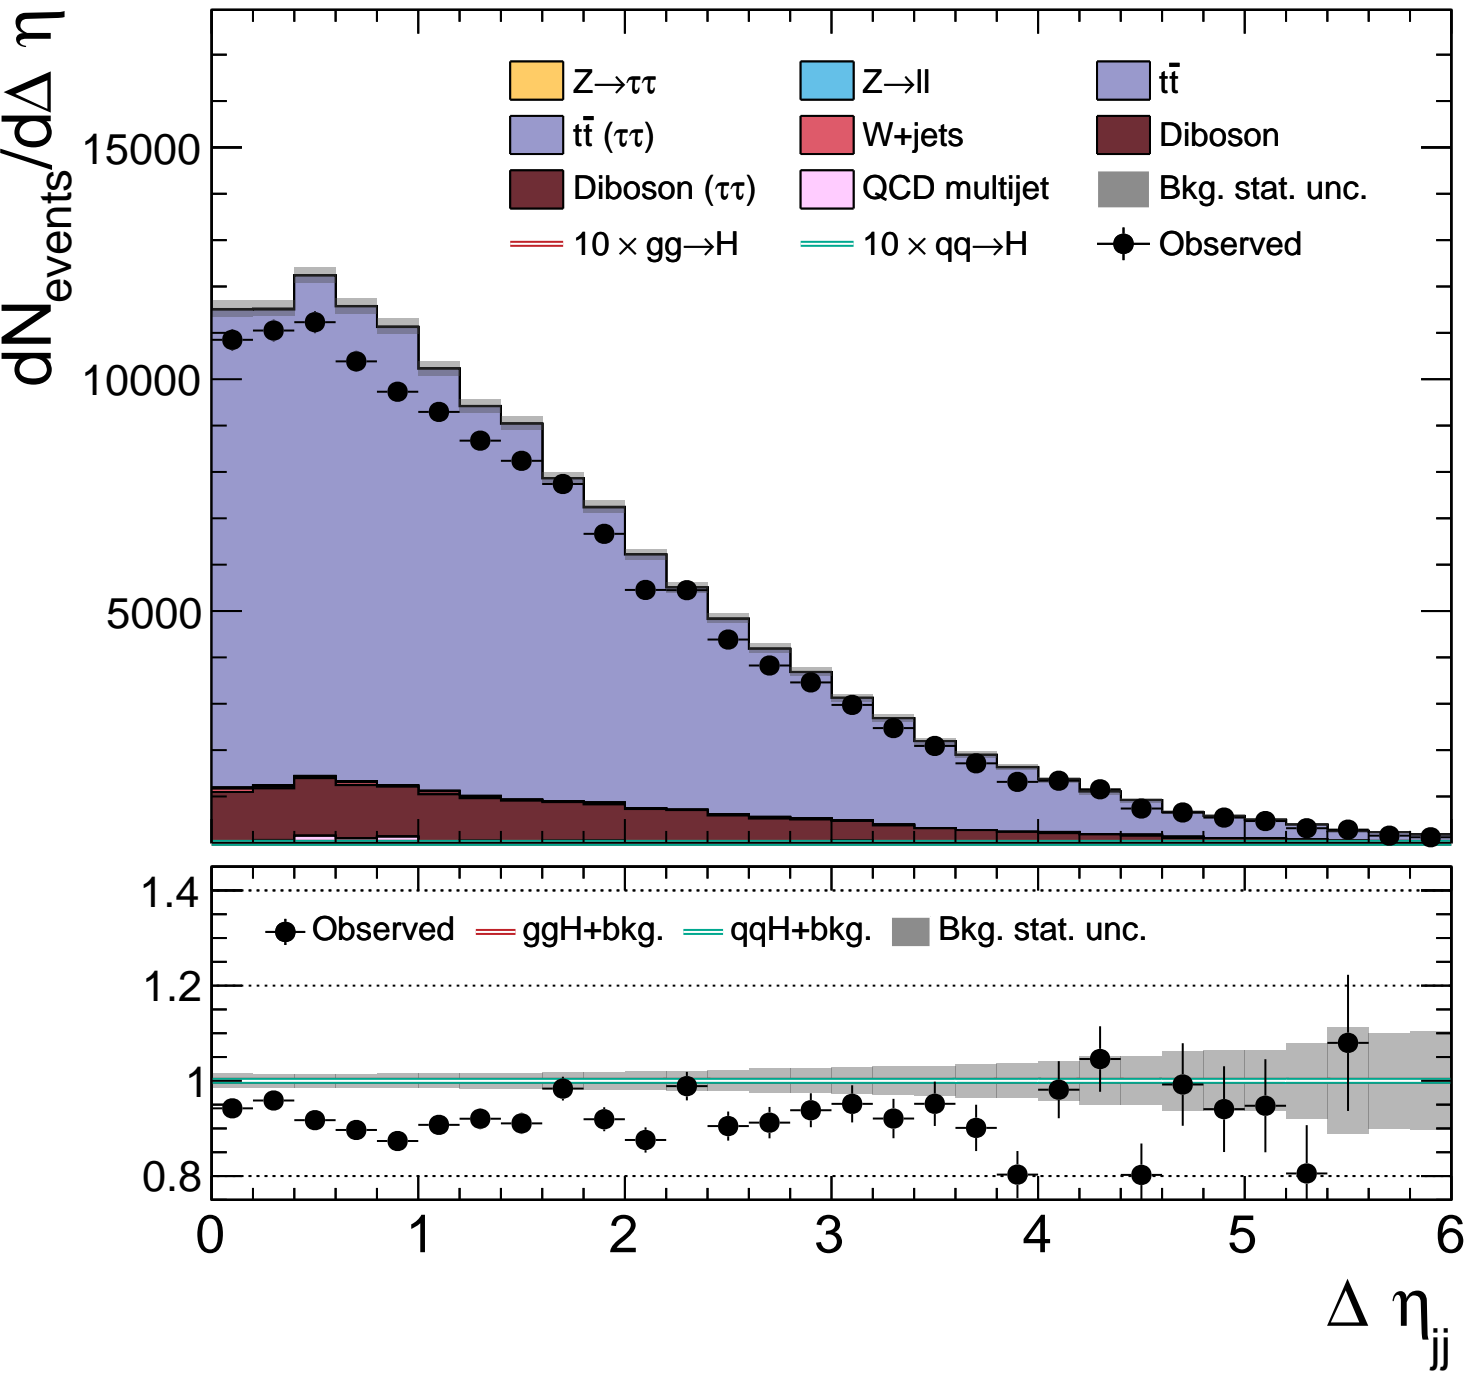 dN_events/dΔ η
15000
10000
5000
Z→ττ Z→ll tt̄
tt̄ (ττ) W+jets Diboson
Diboson (ττ) QCD multijet Bkg. stat. unc.
10 × gg→H 10 × qq→H Observed
1.4
1.2
1
0.8
Observed ggH+bkg. qqH+bkg. Bkg. stat. unc.
0 1 2 3 4 5 6
Δ η_jj